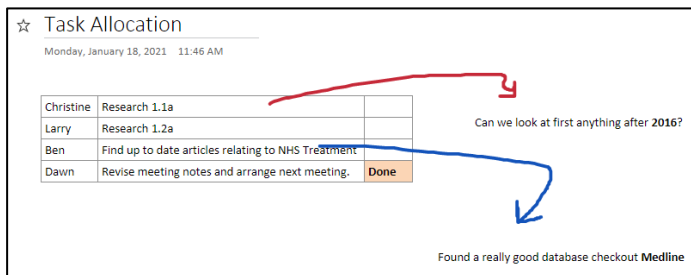 Task Allocation
Monday, January 18, 2021 11:46 AM
Christine Research 1.1a
Can we look at first anything after 2016?
Larry Research 1.2a
Ben Find up to date articles relating to NHS Treatment
Dawn Revise meeting notes and arrange next meeting. Done
Found a really good database checkout Medline